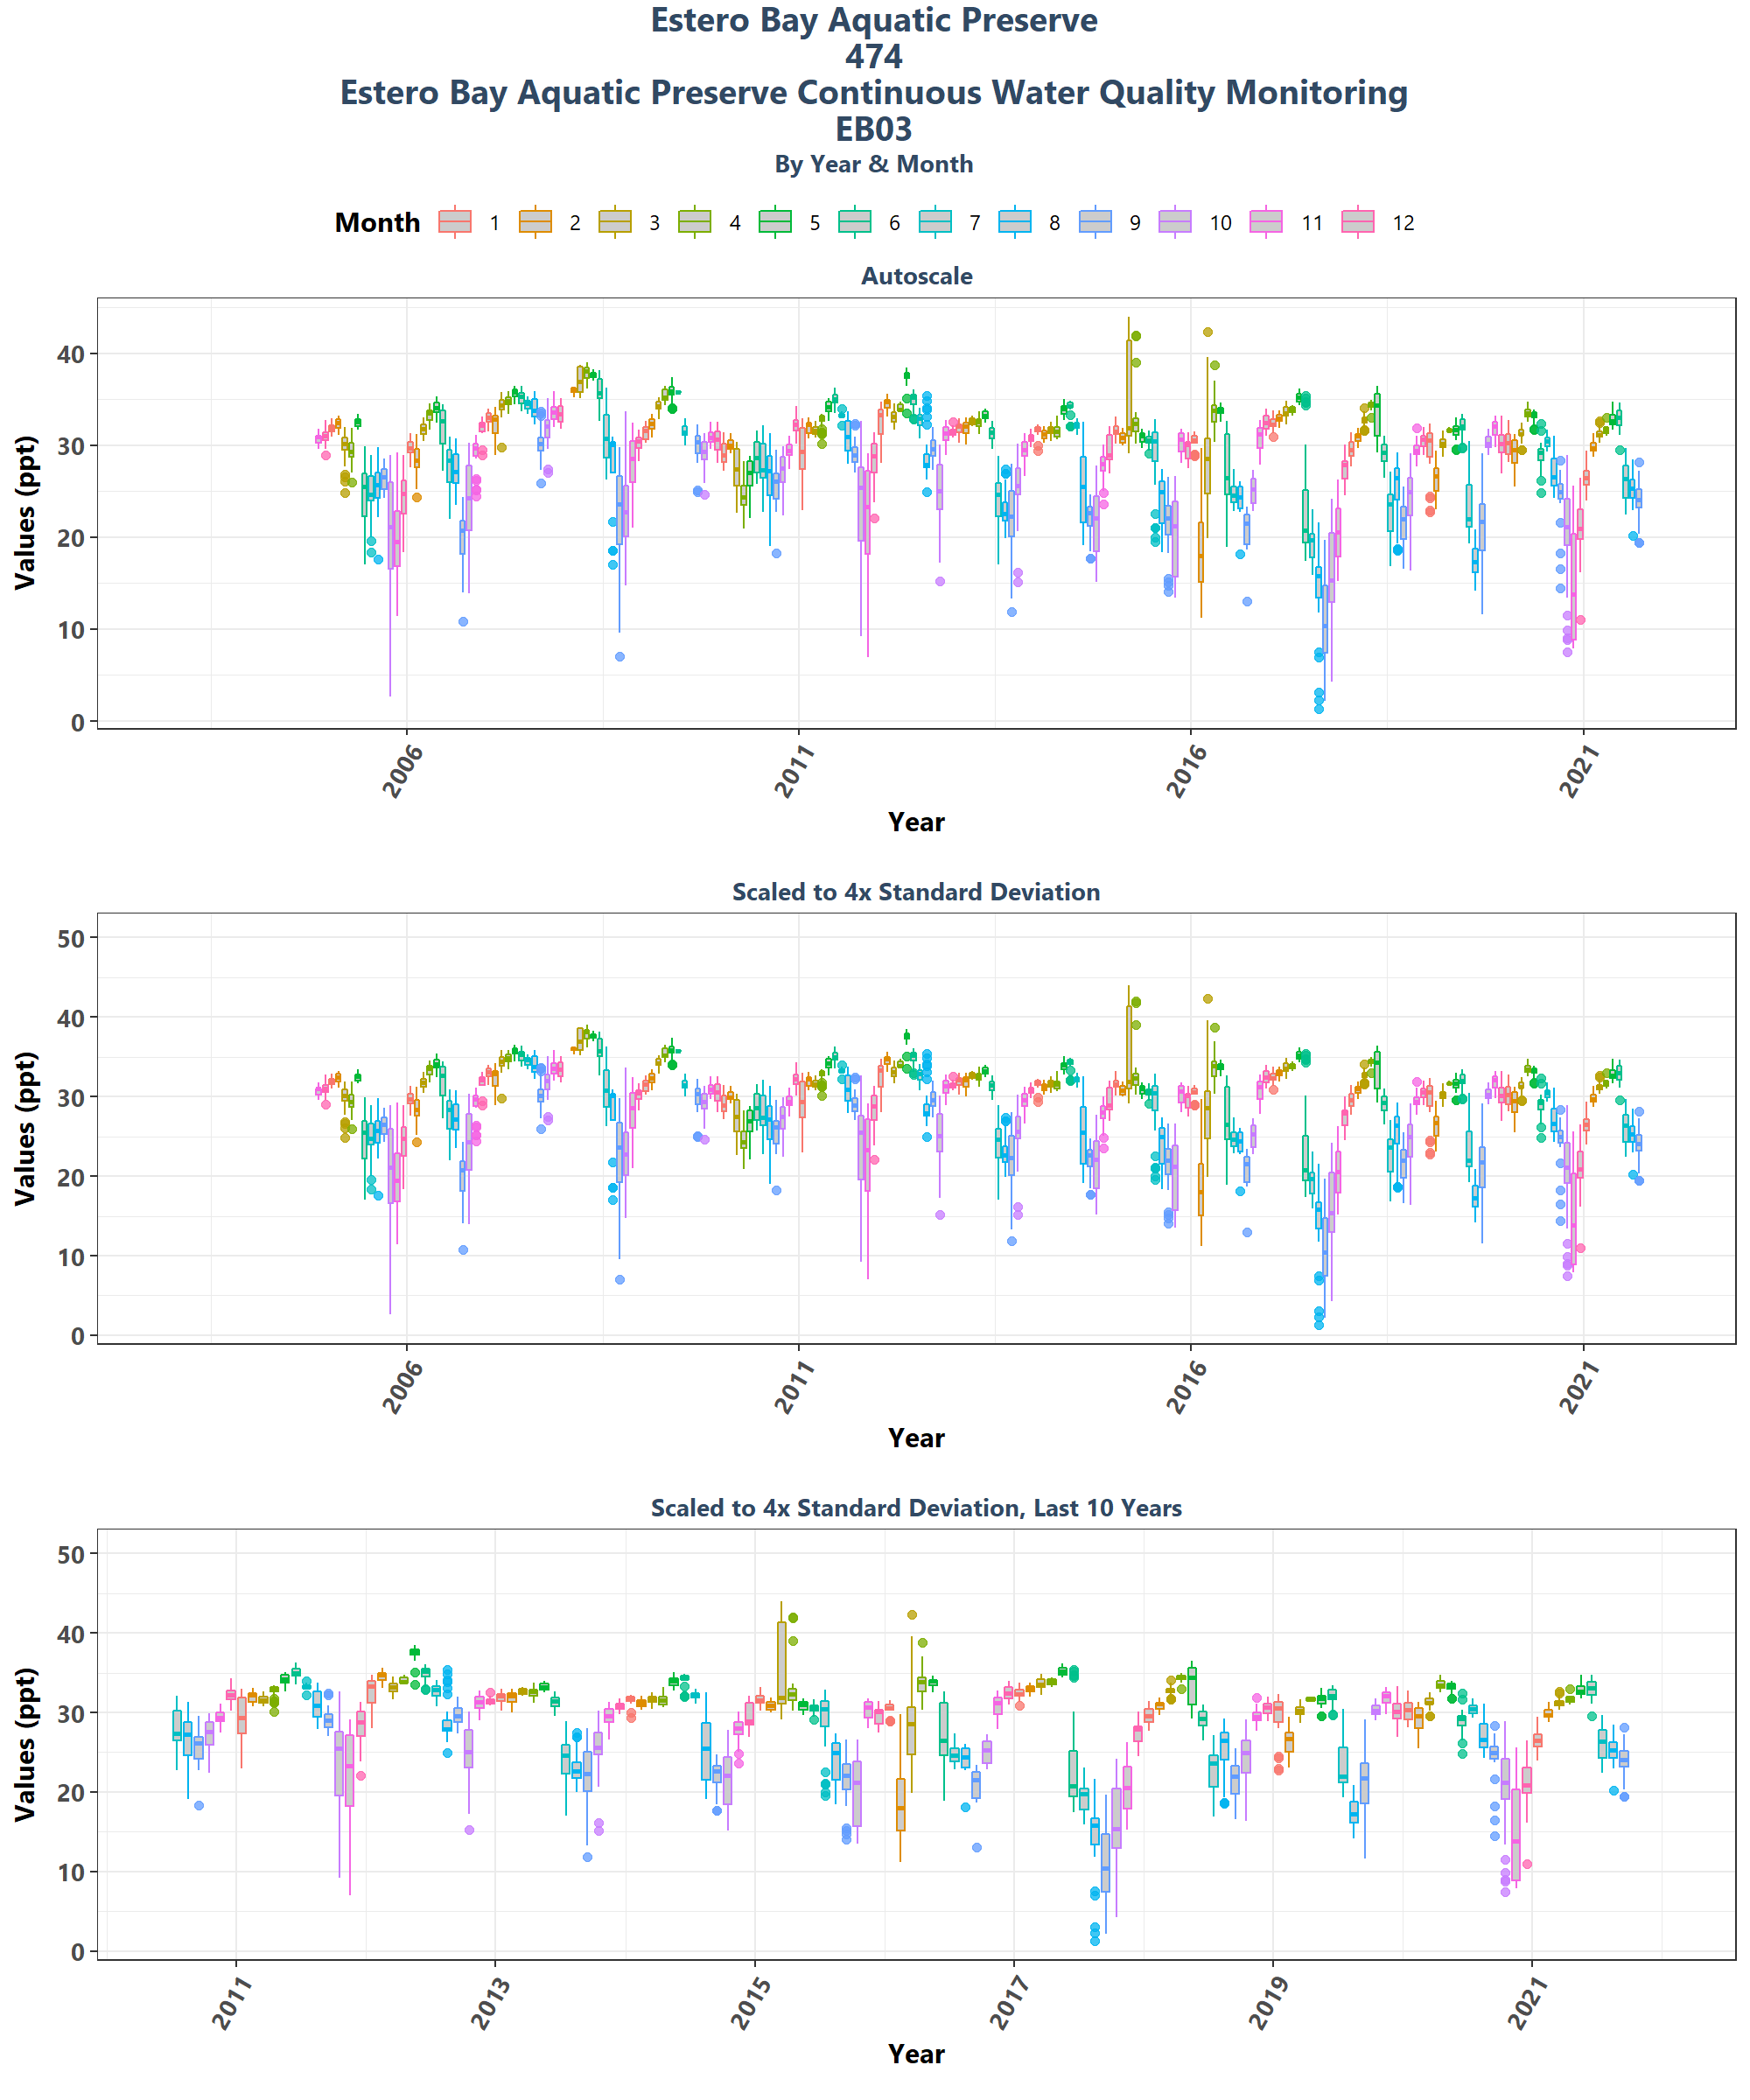 Estero Bay Aquatic Preserve
474
Estero Bay Aquatic Preserve Continuous Water Quality Monitoring
EB03
By Year & Month
Month 1 2 3 4 5 6 7 8 9 10 11 12
Autoscale
Values (ppt)
40
30
20
10
0
2006 2011 2016 2021
Year
Scaled to 4x Standard Deviation
Values (ppt)
50
40
30
20
10
0
2006 2011 2016 2021
Year
Scaled to 4x Standard Deviation, Last 10 Years
Values (ppt)
50
40
30
20
10
0
2011 2013 2015 2017 2019 2021
Year